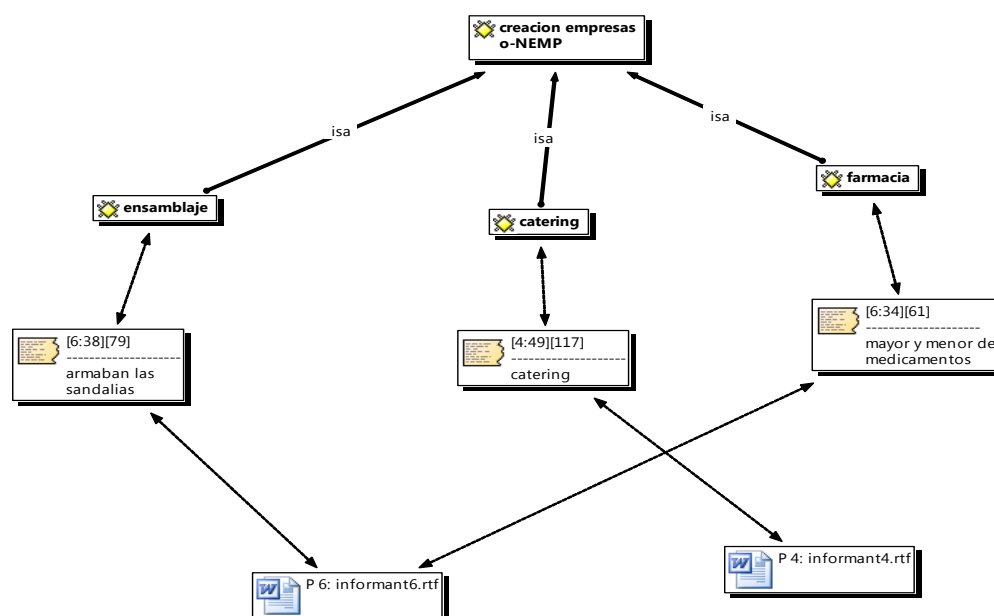 creacion empresas
o-NEMP
isa
isa
isa
ensamblaje
catering
farmacia
[6:38][79]
--------------------
armaban las
sandalias
[4:49][117]
--------------------
catering
[6:34][61]
--------------------
mayor y menor de
medicamentos
P 6: informant6.rtf
P 4: informant4.rtf